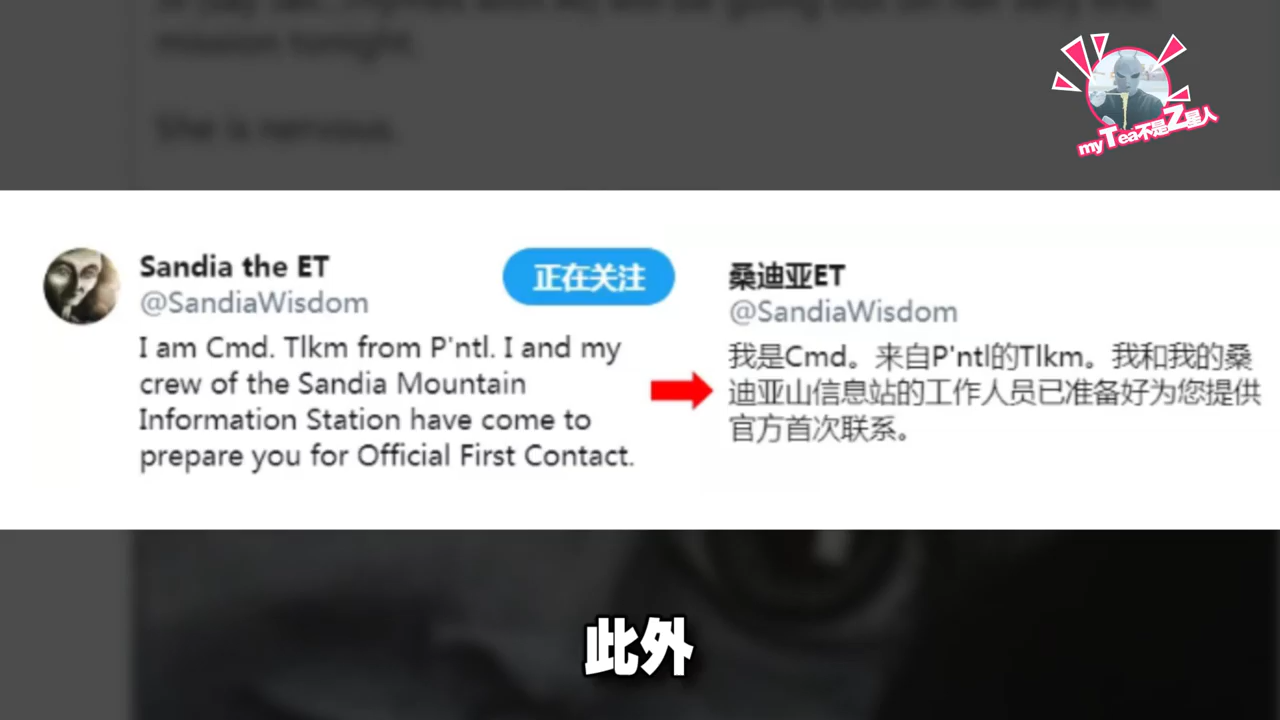 mission tonight.
She is nervous.
myTea不是Z星人
Sandia the ET
@SandiaWisdom
正在关注
I am Cmd. Tlkm from P'ntl. I and my
crew of the Sandia Mountain
Information Station have come to
prepare you for Official First Contact.
桑迪亚ET
@SandiaWisdom
我是Cmd。来自P'ntl的Tlkm。我和我的桑
迪亚山信息站的工作人员已准备好为您提供
官方首次联系。
此外